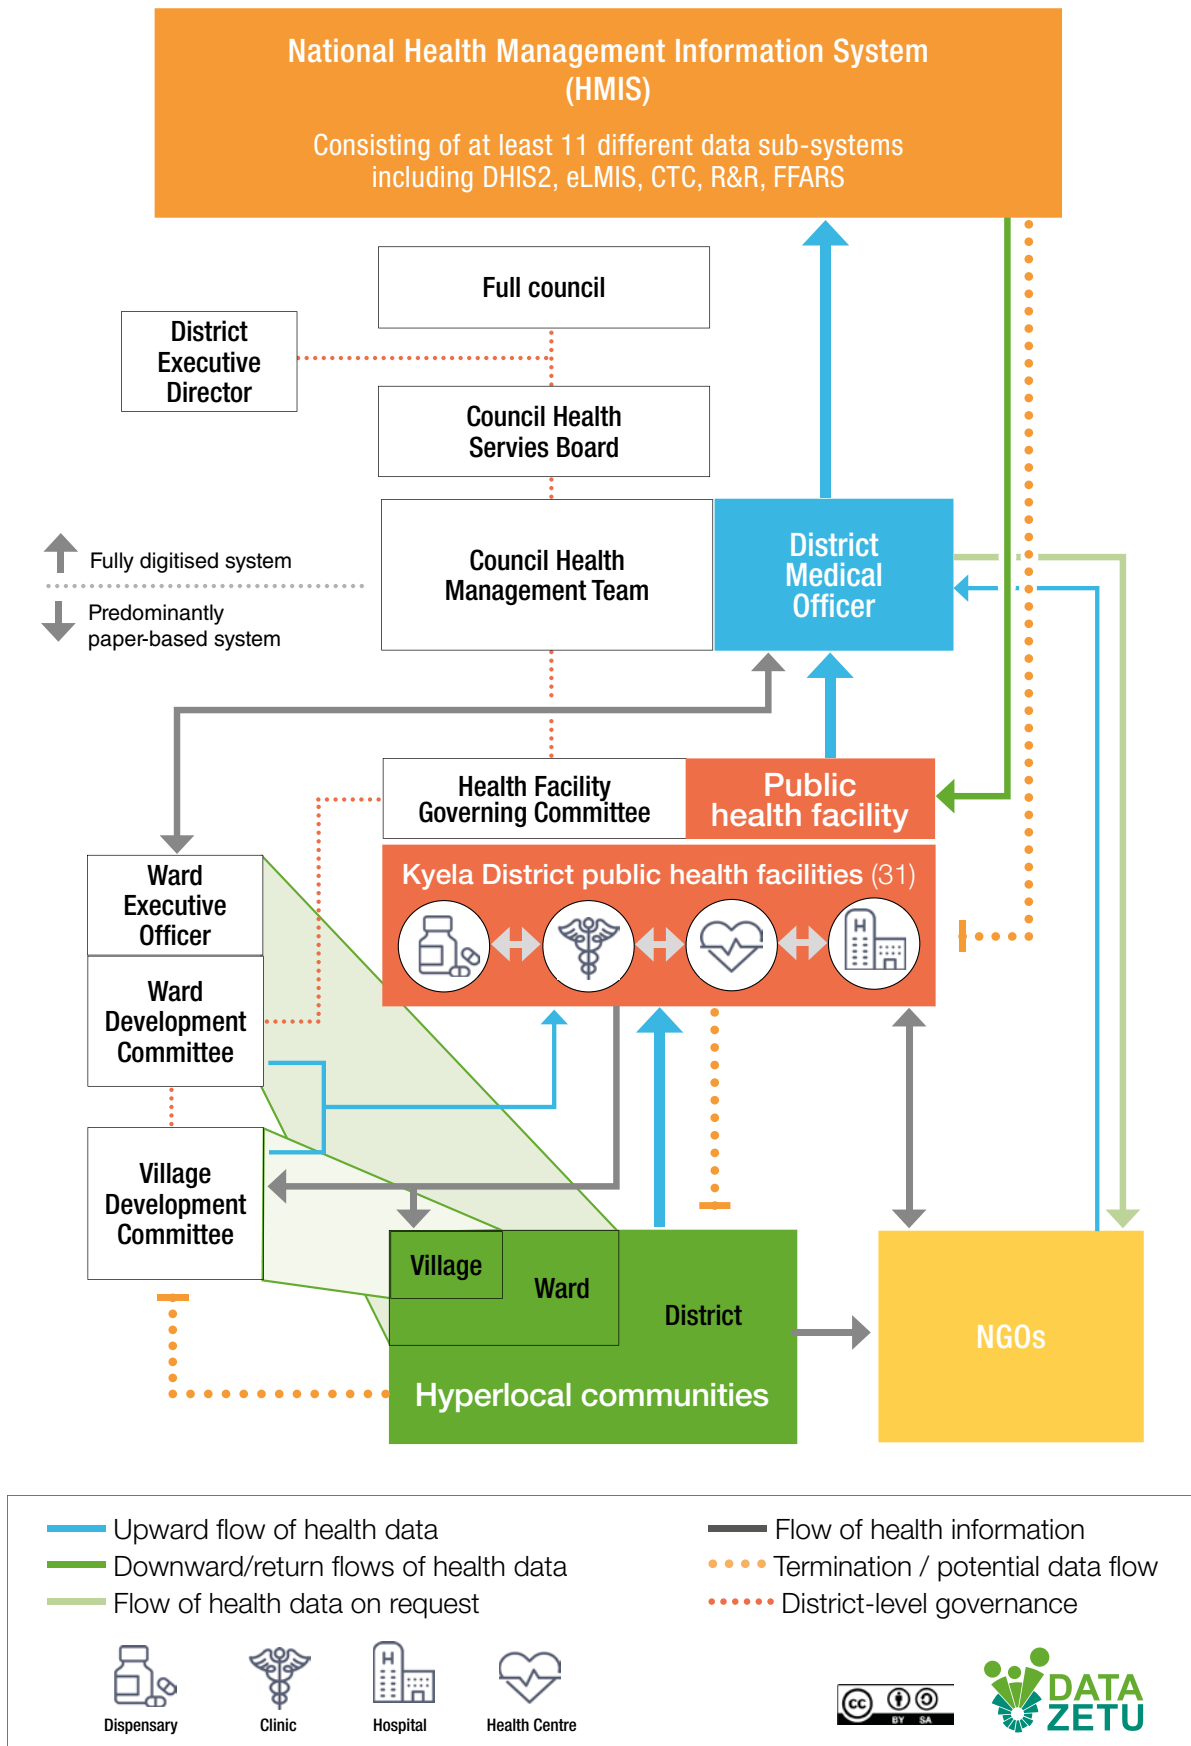 National Health Management Information System
(HMIS)
Consisting of at least 11 different data sub-systems
including DHIS2, eLMIS, CTC, R&R, FFARS
Full council
District
Executive
Director
Council Health
Servies Board
Fully digitised system
Predominantly
paper-based system
Council Health
Management Team
District
Medical
Officer
Health Facility
Governing Committee
Public
health facility
Kyela District public health facilities (31)
H
Ward
Executive
Officer
Ward
Development
Committee
Village
Development
Committee
Village
Ward
District
Hyperlocal communities
NGOs
Upward flow of health data
Downward/return flows of health data
Flow of health data on request
Flow of health information
Termination / potential data flow
District-level governance
H
Dispensary
Clinic
Hospital
Health Centre
cc
BY SA
DATA
ZETU